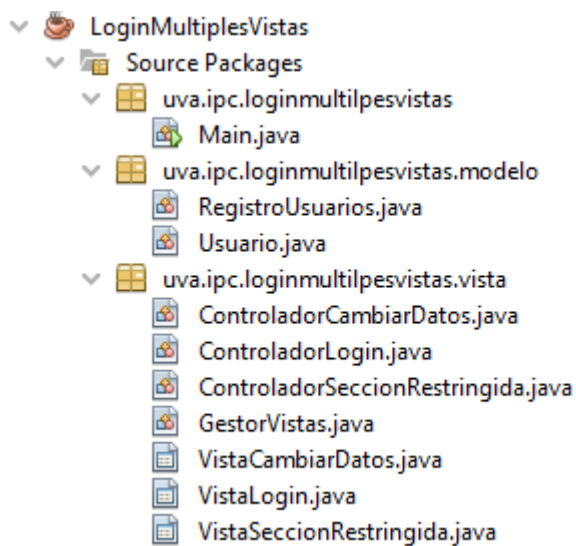 LoginMultiplesVistas
Source Packages
uva.ipc.loginmultilpesvistas
Main.java
uva.ipc.loginmultilpesvistas.modelo
RegistroUsuarios.java
Usuario.java
uva.ipc.loginmultilpesvistas.vista
ControladorCambiarDatos.java
ControladorLogin.java
ControladorSeccionRestringida.java
GestorVistas.java
VistaCambiarDatos.java
VistaLogin.java
VistaSeccionRestringida.java